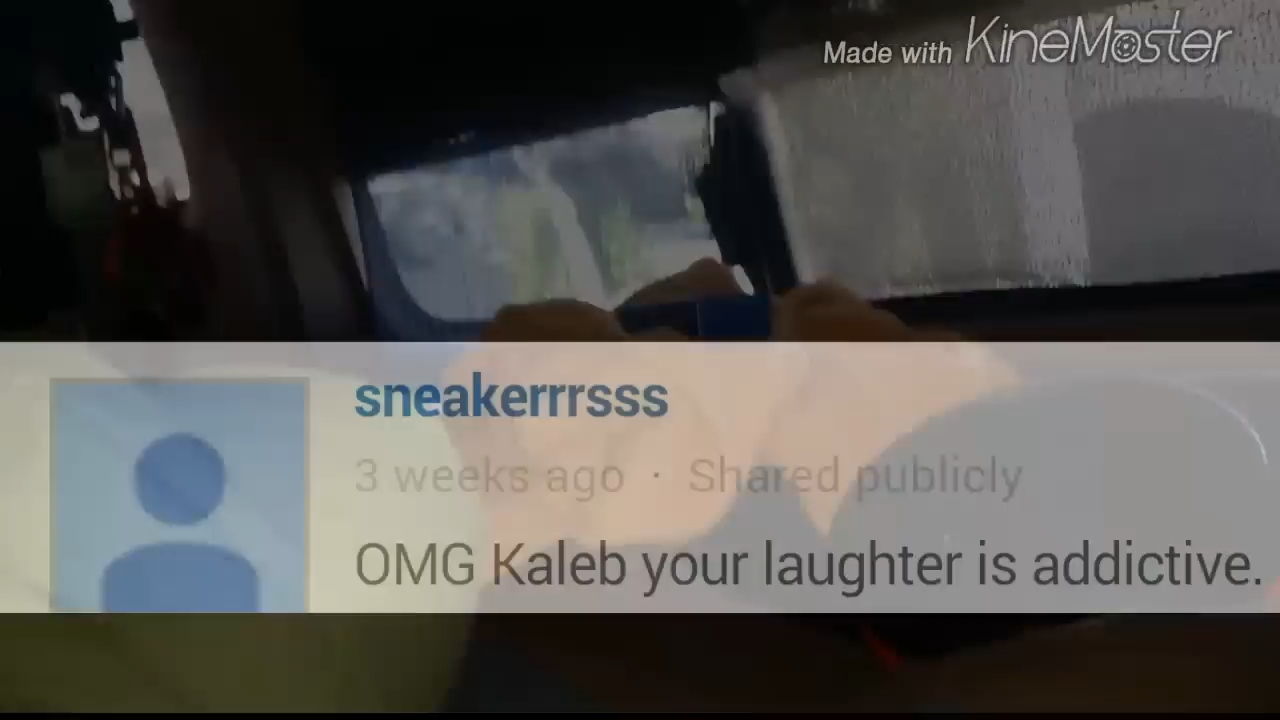 Made with KineMaster
sneakerrrsss
3 weeks ago · Shared publicly
OMG Kaleb your laughter is addictive.